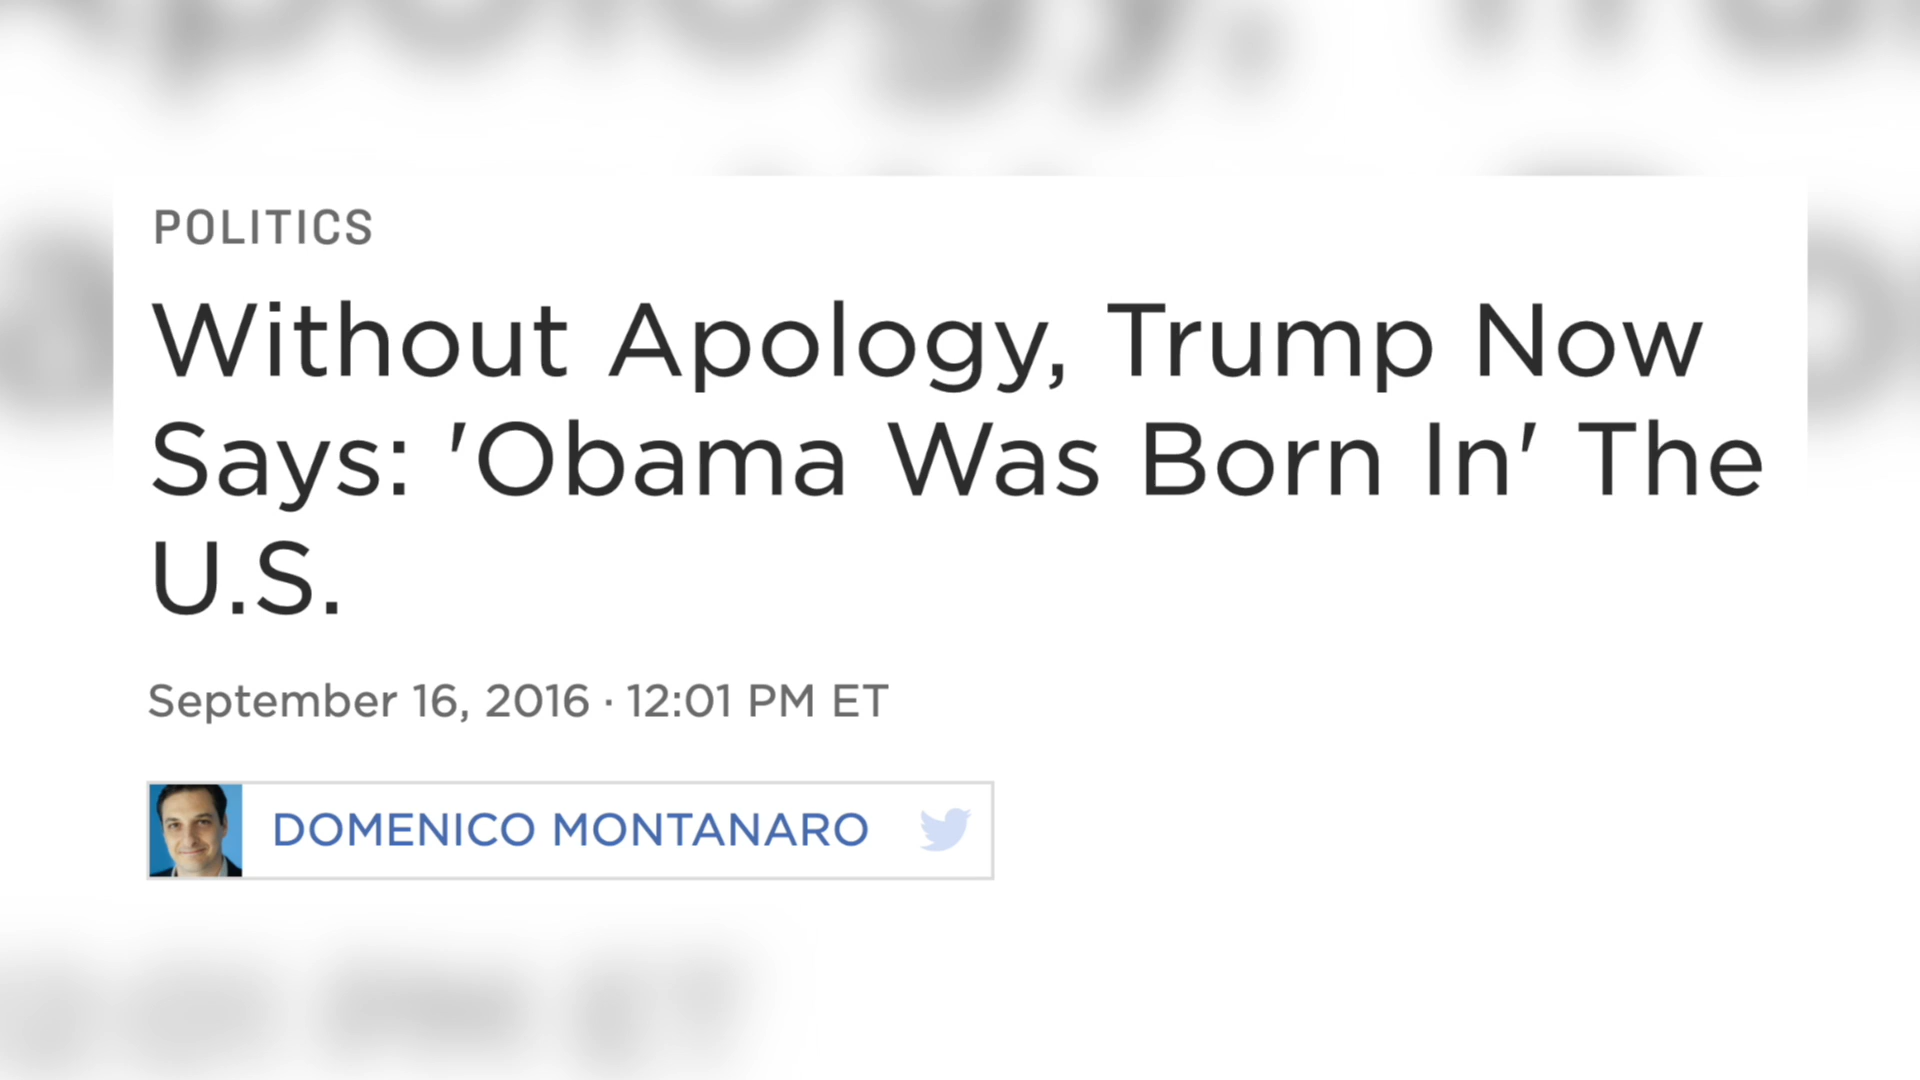 POLITICS
Without Apology, Trump Now
Says: 'Obama Was Born In' The
U.S.
September 16, 2016 · 12:01 PM ET
DOMENICO MONTANARO